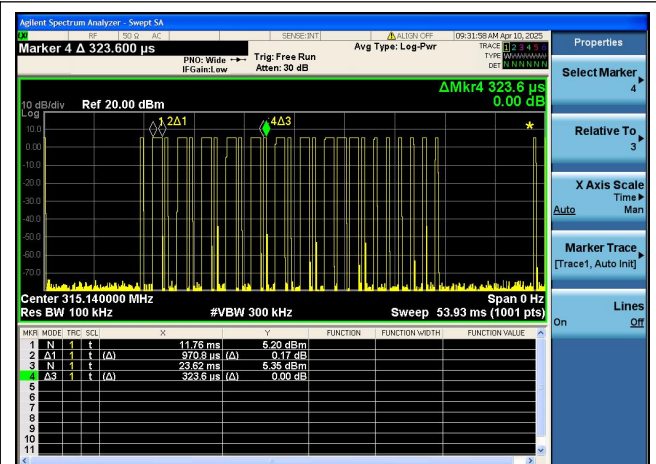 Agilent Spectrum Analyzer - Swept SA
RF 50 Ω AC SENSE:INT ALIGN OFF 09:31:58 AM Apr 10, 2025
Marker 4 Δ 323.600 µs
PNO: Wide
IFGain:Low
Trig: Free Run
Atten: 30 dB
Avg Type: Log-Pwr
TRACE 1 2 3 4 5 6
TYPE
DET N N N N N N
Properties
Select Marker
4
Relative To
3
X Axis Scale
Time
Auto Man
Marker Trace
[Trace1, Auto Init]
Lines
On Off
ΔMkr4 323.6 µs
0.00 dB
10 dB/div Ref 20.00 dBm
Log
10.0
0.00
-10.0
-20.0
-30.0
-40.0
-50.0
-60.0
-70.0
1 2Δ1 4Δ3
*
Center 315.140000 MHz Span 0 Hz
Res BW 100 kHz #VBW 300 kHz Sweep 53.93 ms (1001 pts)
MKR MODE TRC SCL X Y FUNCTION FUNCTION WIDTH FUNCTION VALUE
1 N 1 t 11.76 ms 5.20 dBm
2 Δ1 1 t (Δ) 970.8 µs (Δ) 0.17 dB
3 N 1 t 23.62 ms 5.35 dBm
4 Δ3 1 t (Δ) 323.6 µs (Δ) 0.00 dB
5
6
7
8
9
10
11